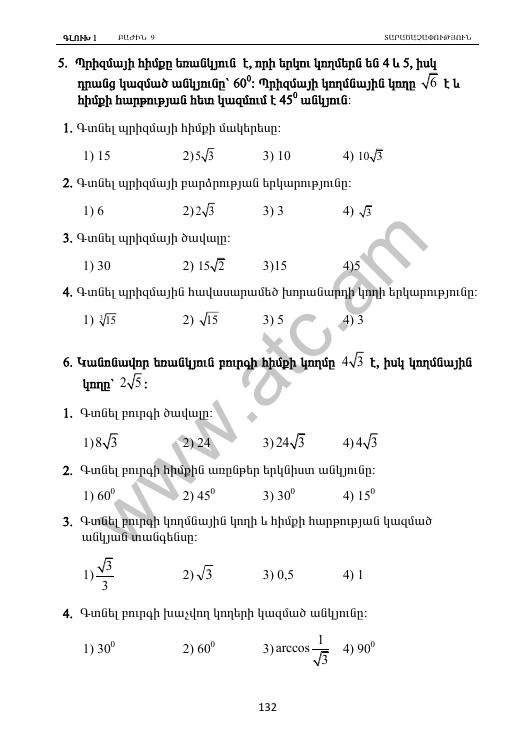 ԳԼՈՒԽ 1 ԲԱԺԻՆ 9 ՏԱՐԱԾԱՉԱՓՈՒԹՅՈՒՆ
5. Պրիզմայի հիմքը եռանկյուն է, որի երկու կողմերն են 4 և 5, իսկ
դրանց կազմած անկյունը՝ 60⁰: Պրիզմայի կողմնային կողը √6 է և
հիմքի հարթության հետ կազմում է 45⁰ անկյուն:
1. Գտնել պրիզմայի հիմքի մակերեսը:
1) 15 2) 5√3 3) 10 4) 10√3
2. Գտնել պրիզմայի բարձրության երկարությունը:
1) 6 2) 2√3 3) 3 4) √3
3. Գտնել պրիզմայի ծավալը:
1) 30 2) 15√2 3)15 4)5
4. Գտնել պրիզմային հավասարամեծ խորանարդի կողի երկարությունը:
1) ∛15 2) √15 3) 5 4) 3
6. Կանոնավոր եռանկյուն բուրգի հիմքի կողմը 4√3 է, իսկ կողմնային
կողը՝ 2√5 :
1. Գտնել բուրգի ծավալը:
1) 8√3 2) 24 3) 24√3 4) 4√3
2. Գտնել բուրգի հիմքին առընթեր երկնիստ անկյունը:
1) 60⁰ 2) 45⁰ 3) 30⁰ 4) 15⁰
3. Գտնել բուրգի կողմնային կողի և հիմքի հարթության կազմած
անկյան տանգենսը:
1) √3/3 2) √3 3) 0,5 4) 1
4. Գտնել բուրգի խաչվող կողերի կազմած անկյունը:
1) 30⁰ 2) 60⁰ 3) arccos 1/√3 4) 90⁰
www.atc.am
132